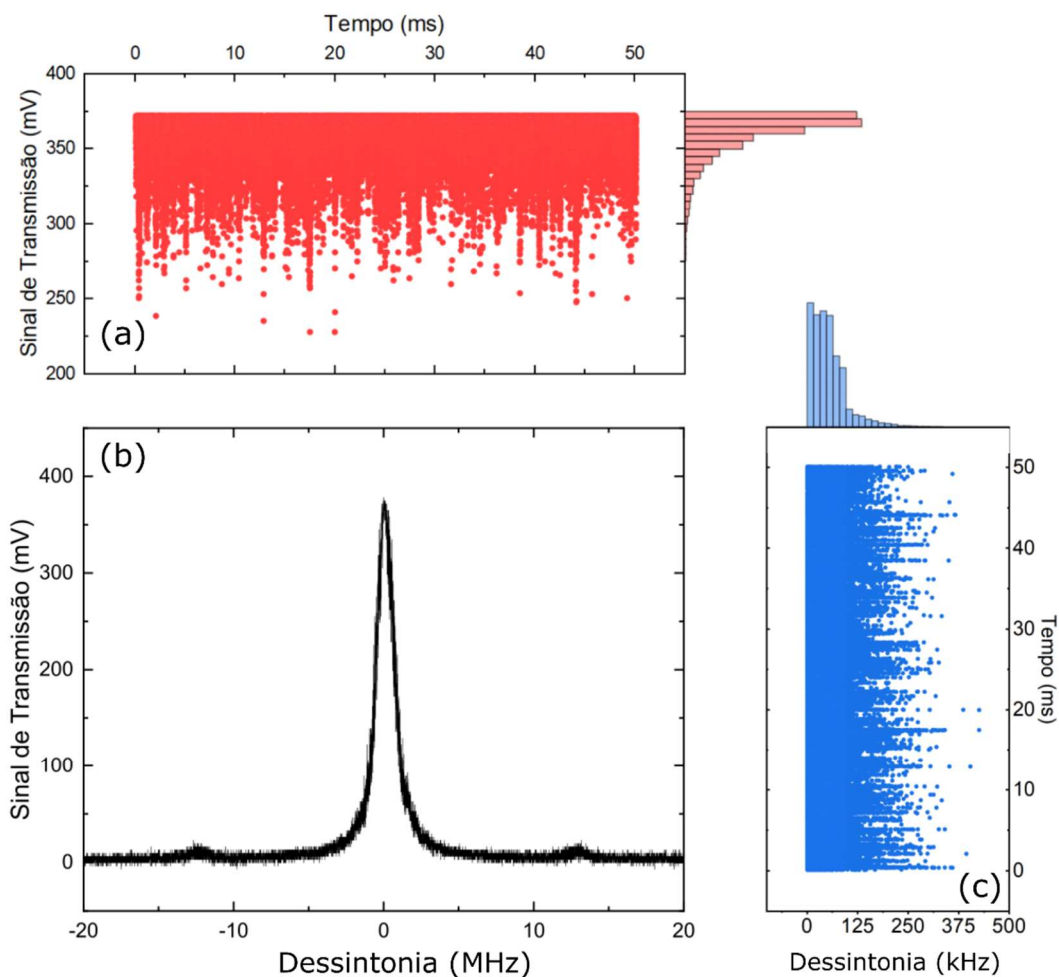 Tempo (ms)
0 10 20 30 40 50
Sinal de Transmissão (mV)
400
350
300
250
200
(a)
(b)
Sinal de Transmissão (mV)
400
300
200
100
0
-20 -10 0 10 20
Dessintonia (MHz)
50
40
30
20
10
0
Tempo (ms)
(c)
0 125 250 375 500
Dessintonia (kHz)